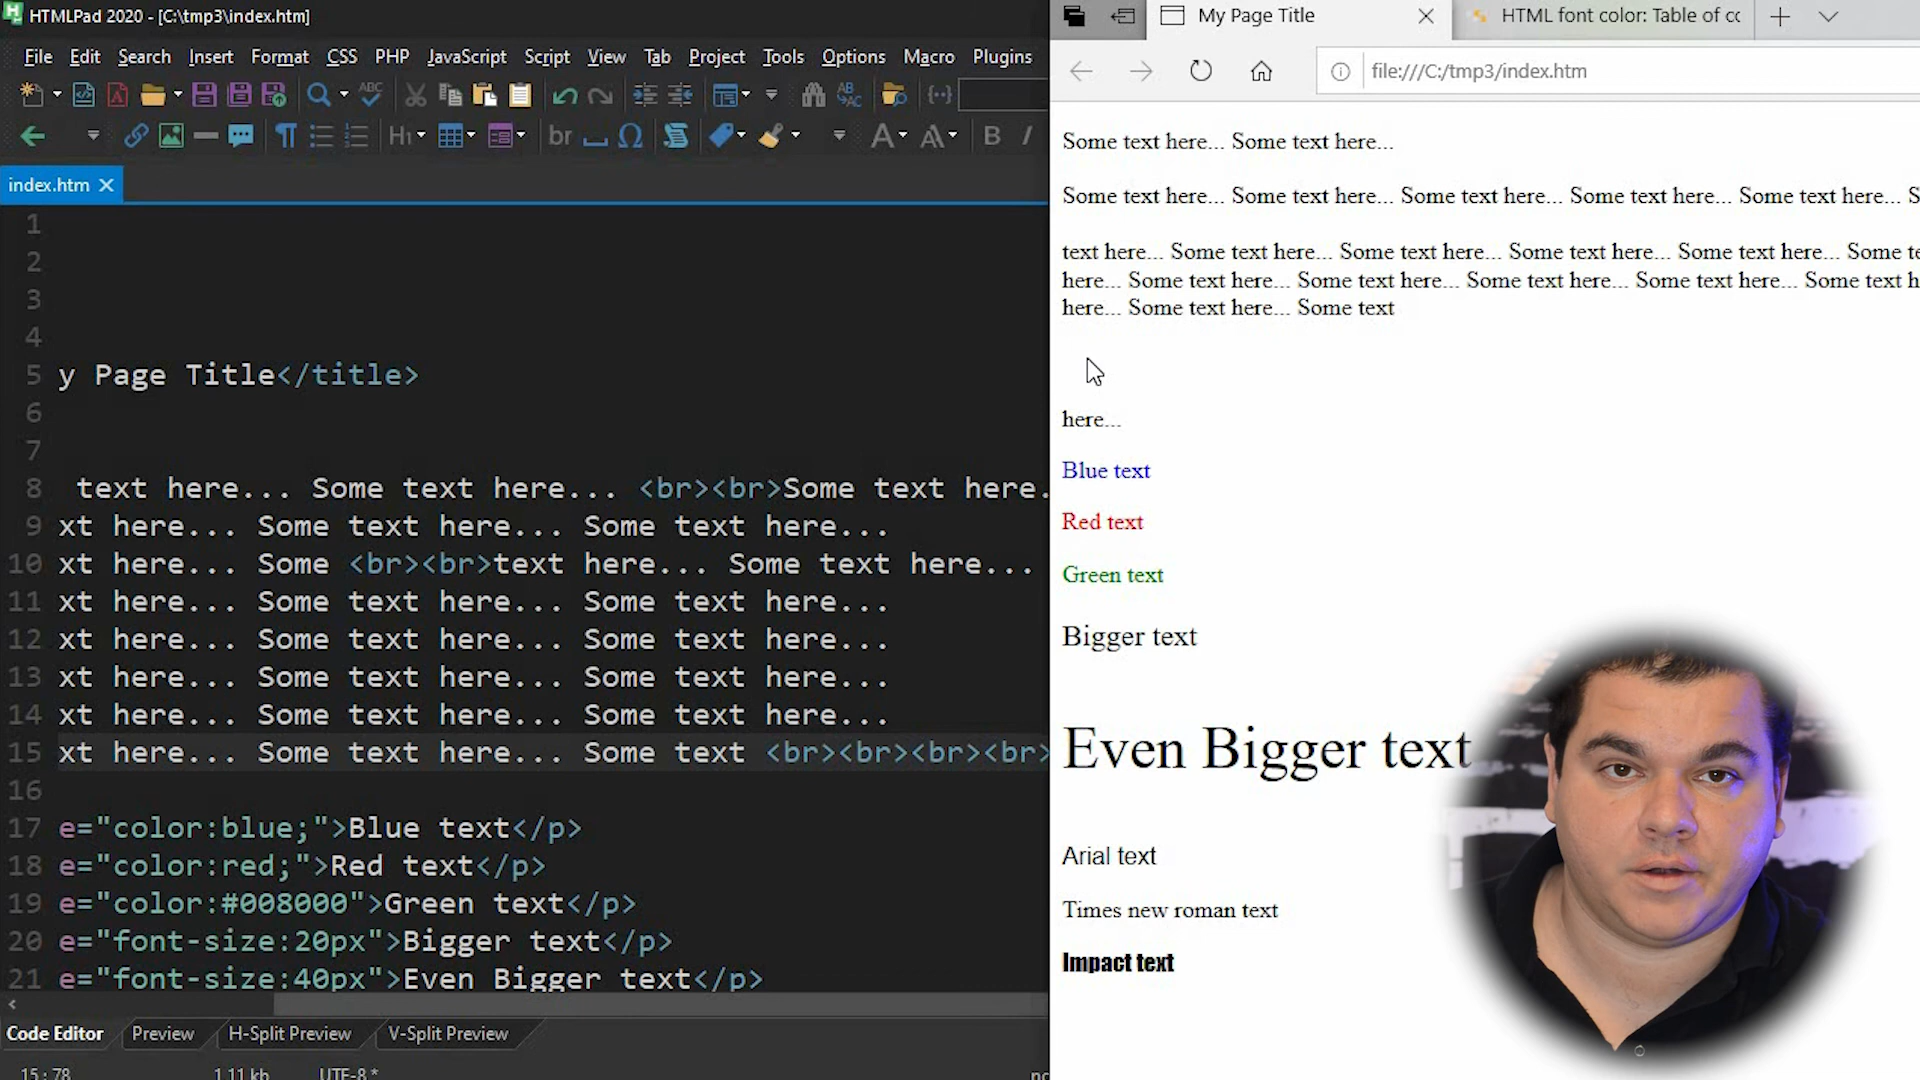 HTMLPad 2020 - [C:\tmp3\index.htm]
File Edit Search Insert Format CSS PHP JavaScript Script View Tab Project Tools Options Macro Plugins
ABC
H1 br A AA B I
index.htm
1
2
3
4
5 y Page Title</title>
6
7
8 text here... Some text here... <br><br>Some text here.
9 xt here... Some text here... Some text here...
10 xt here... Some <br><br>text here... Some text here...
11 xt here... Some text here... Some text here...
12 xt here... Some text here... Some text here...
13 xt here... Some text here... Some text here...
14 xt here... Some text here... Some text here...
15 xt here... Some text here... Some text <br><br><br><br>
16
17 e="color:blue;">Blue text</p>
18 e="color:red;">Red text</p>
19 e="color:#008000">Green text</p>
20 e="font-size:20px">Bigger text</p>
21 e="font-size:40px">Even Bigger text</p>
Code Editor Preview H-Split Preview V-Split Preview
15 : 78 1.11 kb UTF-8 *
My Page Title
HTML font color: Table of co
file:///C:/tmp3/index.htm
Some text here... Some text here...
Some text here... Some text here... Some text here... Some text here... Some text here... S
text here... Some text here... Some text here... Some text here... Some text here... Some te
here... Some text here... Some text here... Some text here... Some text here... Some text h
here... Some text here... Some text
here...
Blue text
Red text
Green text
Bigger text
Even Bigger text
Arial text
Times new roman text
Impact text